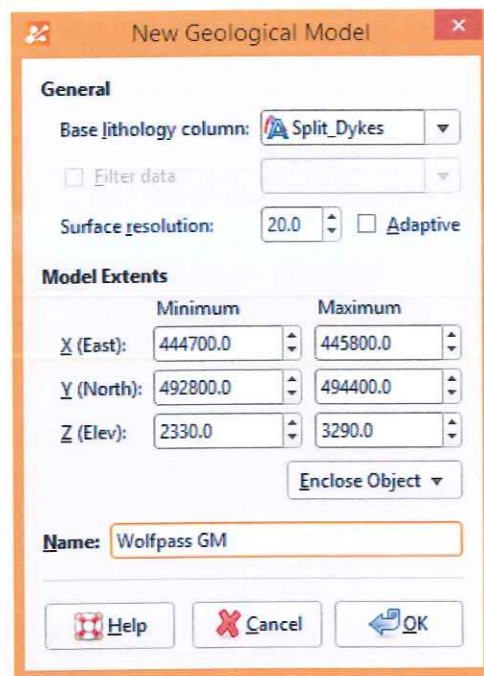 New Geological Model
General
Base lithology column: Split_Dykes
Filter data
Surface resolution: 20.0 Adaptive
Model Extents
Minimum Maximum
X (East): 444700.0 445800.0
Y (North): 492800.0 494400.0
Z (Elev): 2330.0 3290.0
Enclose Object
Name: Wolfpass GM
Help Cancel OK